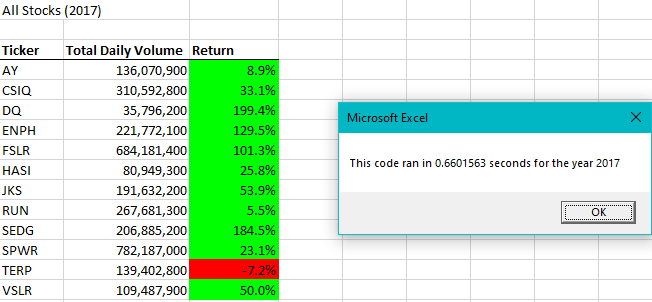 All Stocks (2017)
Ticker Total Daily Volume Return
AY 136,070,900 8.9%
CSIQ 310,592,800 33.1%
DQ 35,796,200 199.4%
ENPH 221,772,100 129.5%
FSLR 684,181,400 101.3%
HASI 80,949,300 25.8%
JKS 191,632,200 53.9%
RUN 267,681,300 5.5%
SEDG 206,885,200 184.5%
SPWR 782,187,000 23.1%
TERP 139,402,800 -7.2%
VSLR 109,487,900 50.0%
Microsoft Excel
This code ran in 0.6601563 seconds for the year 2017
OK